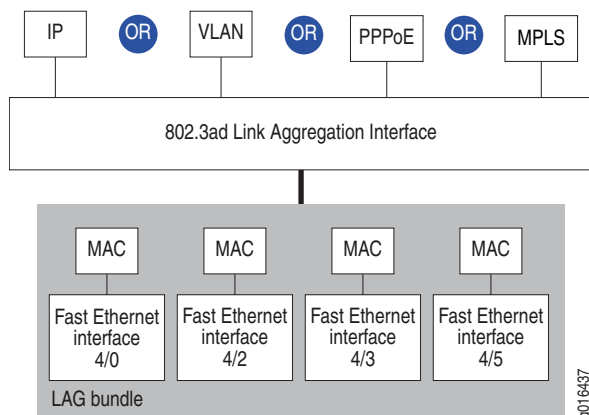 IP OR VLAN OR PPPoE OR MPLS
802.3ad Link Aggregation Interface
MAC MAC MAC MAC
Fast Ethernet interface 4/0
Fast Ethernet interface 4/2
Fast Ethernet interface 4/3
Fast Ethernet interface 4/5
LAG bundle